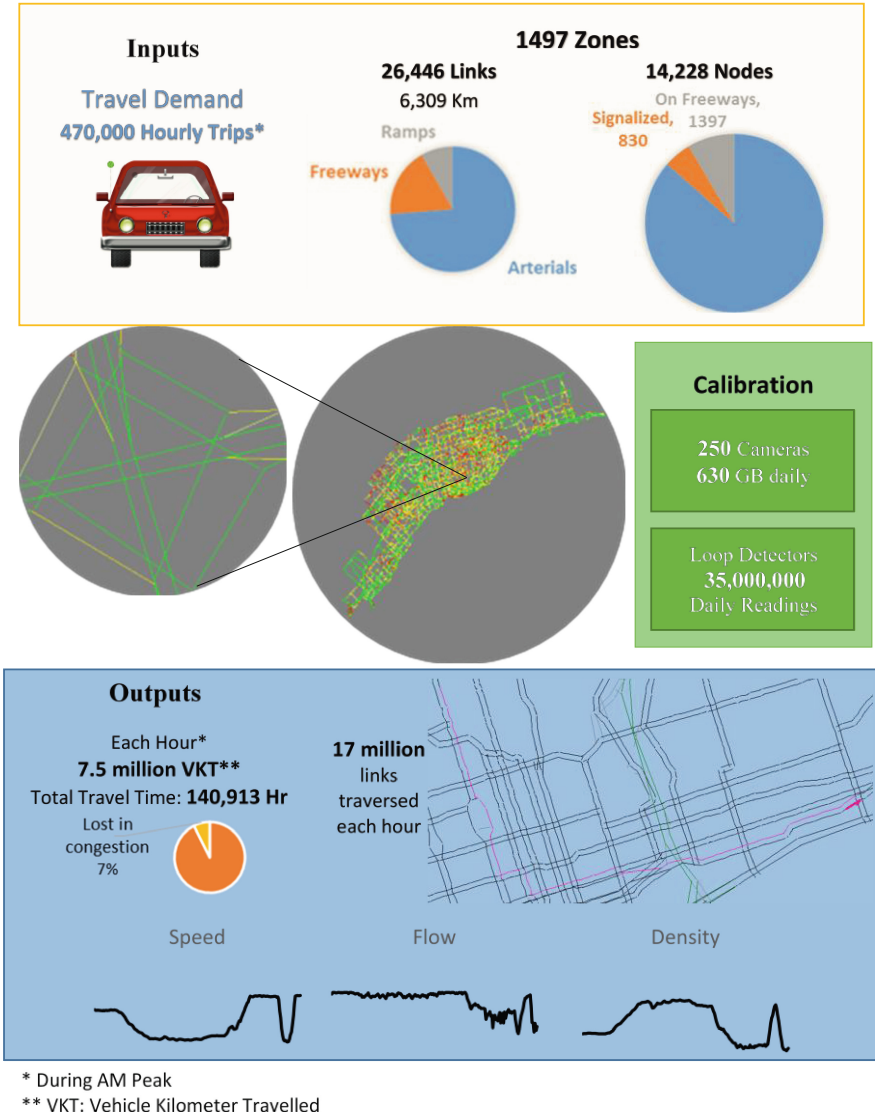 Inputs
Travel Demand
470,000 Hourly Trips*
1497 Zones
26,446 Links
6,309 Km
Ramps
Freeways
Arterials
14,228 Nodes
On Freeways,
1397
Signalized,
830
Calibration
250 Cameras
630 GB daily
Loop Detectors
35,000,000
Daily Readings
Outputs
Each Hour*
7.5 million VKT**
Total Travel Time: 140,913 Hr
Lost in
congestion
7%
17 million
links
traversed
each hour
Speed
Flow
Density
* During AM Peak
** VKT: Vehicle Kilometer Travelled